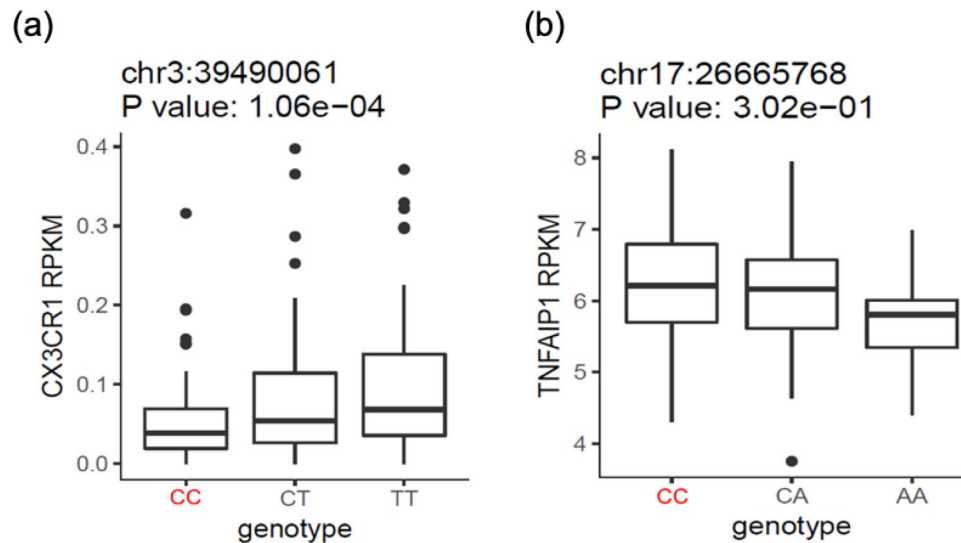 (a)
chr3:39490061
P value: 1.06e−04
CX3CR1 RPKM
0.4
0.3
0.2
0.1
0.0
CC CT TT
genotype
(b)
chr17:26665768
P value: 3.02e−01
TNFAIP1 RPKM
8
7
6
5
4
CC CA AA
genotype